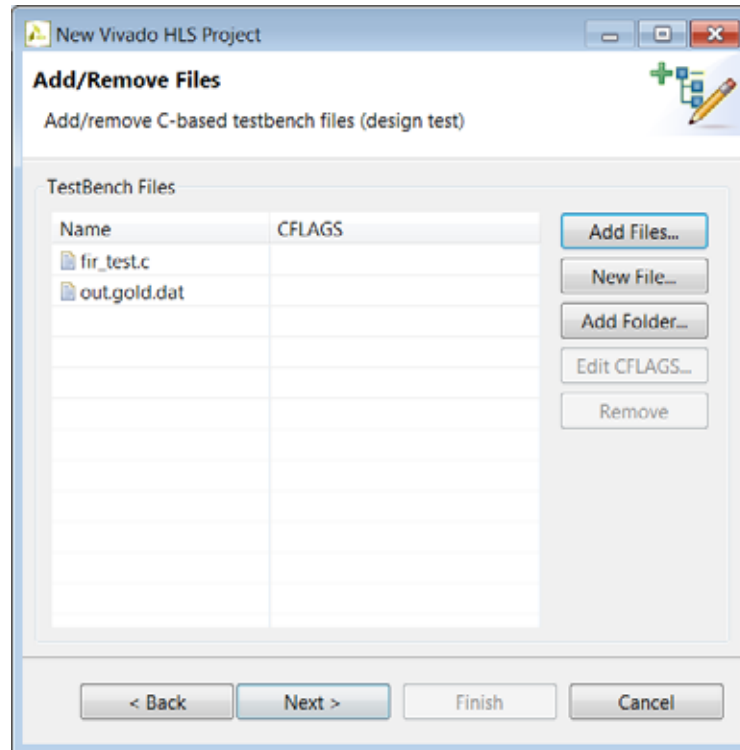 New Vivado HLS Project
Add/Remove Files
Add/remove C-based testbench files (design test)
TestBench Files
Name CFLAGS
fir_test.c
out.gold.dat
Add Files...
New File...
Add Folder...
Edit CFLAGS...
Remove
< Back Next > Finish Cancel